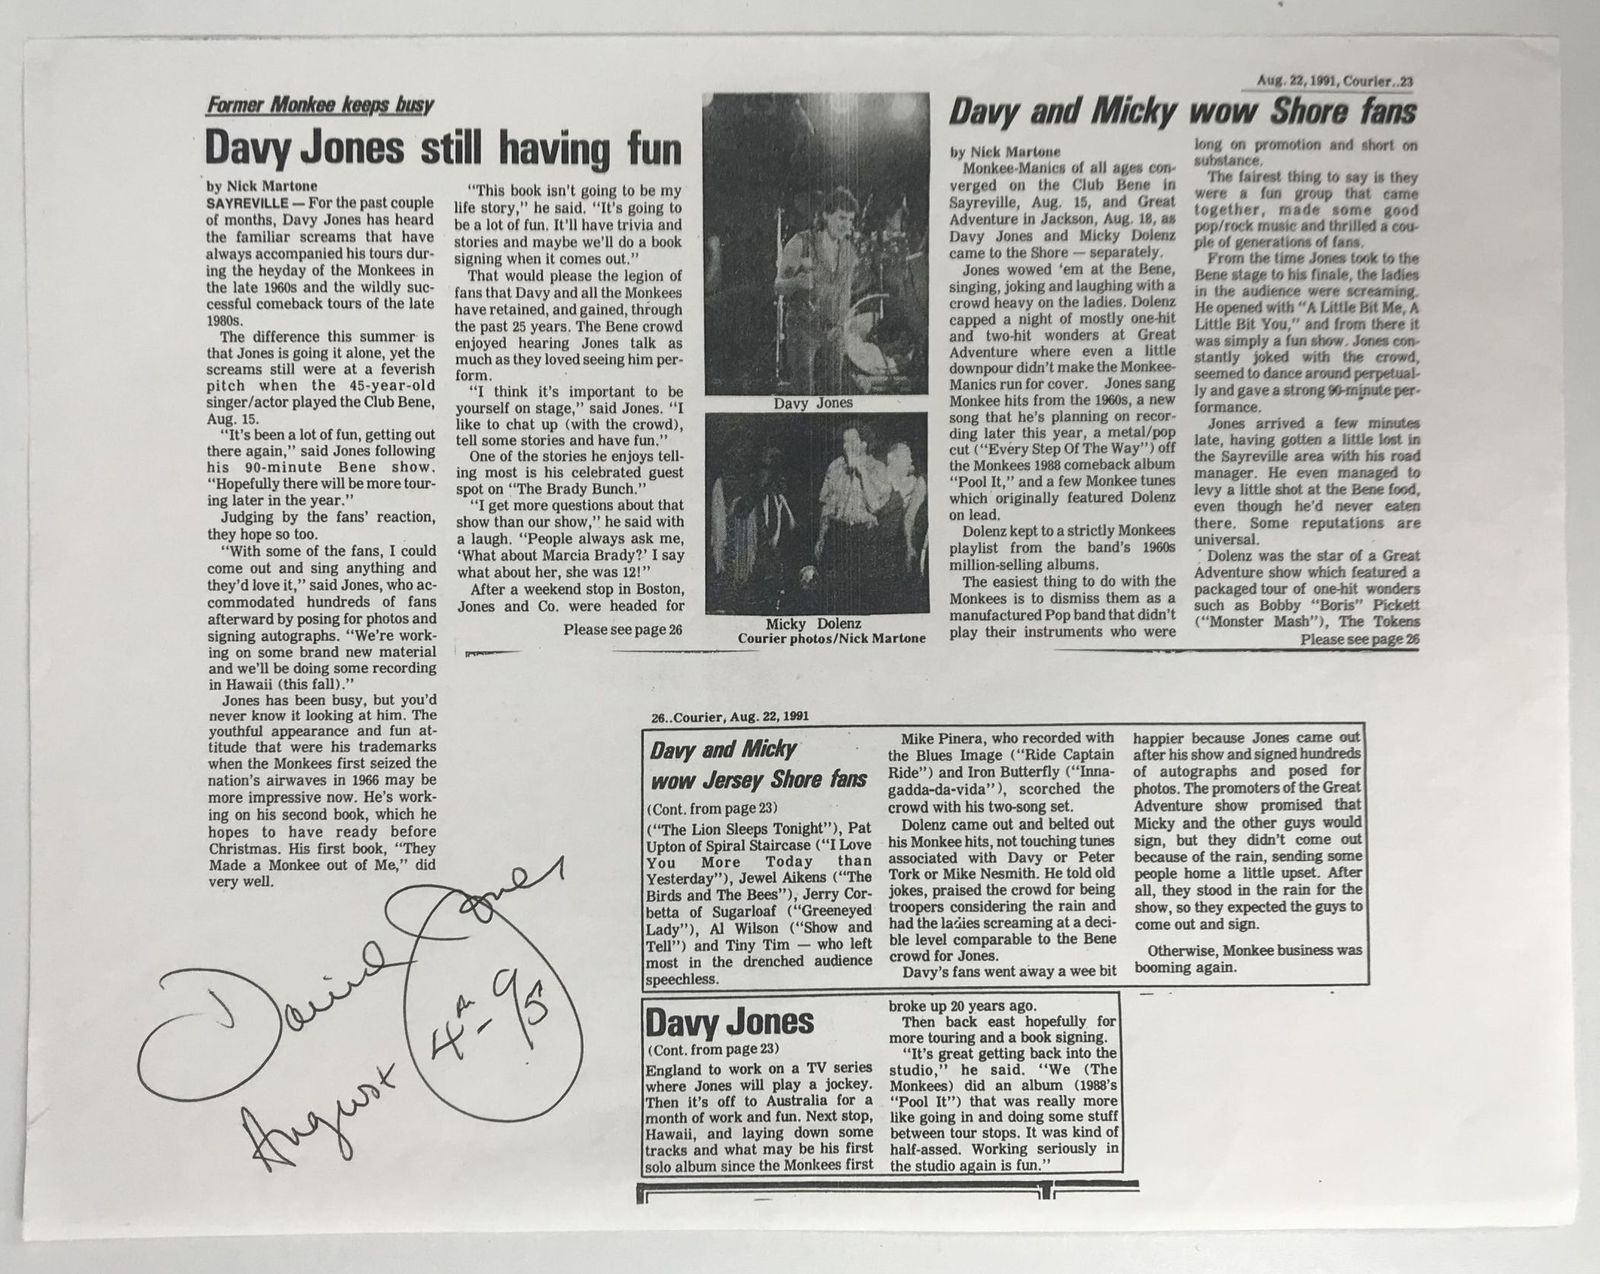 Former Monkee keeps busy
Davy Jones still having fun
by Nick Martone
SAYREVILLE — For the past couple
of months, Davy Jones has heard
the familiar screams that have
always accompanied his tours dur-
ing the heyday of the Monkees in
the late 1960s and the wildly suc-
cessful comeback tours of the late
1980s.
The difference this summer is
that Jones is going it alone, yet the
screams still were at a feverish
pitch when the 45-year-old
singer/actor played the Club Bene,
Aug. 15.
"It's been a lot of fun, getting out
there again," said Jones following
his 90-minute Bene show.
"Hopefully there will be more tour-
ing later in the year."
Judging by the fans' reaction,
they hope so too.
"With some of the fans, I could
come out and sing anything and
they'd love it," said Jones, who ac-
commodated hundreds of fans
afterward by posing for photos and
signing autographs. "We're work-
ing on some brand new material
and we'll be doing some recording
in Hawaii (this fall)."
Jones has been busy, but you'd
never know it looking at him. The
youthful appearance and fun at-
titude that were his trademarks
when the Monkees first seized the
nation's airwaves in 1966 may be
more impressive now. He's work-
ing on his second book, which he
hopes to have ready before
Christmas. His first book, "They
Made a Monkee out of Me," did
very well.
"This book isn't going to be my
life story," he said. "It's going to
be a lot of fun. It'll have trivia and
stories and maybe we'll do a book
signing when it comes out."
That would please the legion of
fans that Davy and all the Monkees
have retained, and gained, through
the past 25 years. The Bene crowd
enjoyed hearing Jones talk as
much as they loved seeing him per-
form.
"I think it's important to be
yourself on stage," said Jones. "I
like to chat up (with the crowd),
tell some stories and have fun."
One of the stories he enjoys tell-
ing most is his celebrated guest
spot on "The Brady Bunch."
"I get more questions about that
show than our show," he said with
a laugh. "People always ask me,
'What about Marcia Brady?' I say
what about her, she was 12!"
After a weekend stop in Boston,
Jones and Co. were headed for
Please see page 26
Davy Jones
Micky Dolenz
Courier photos/Nick Martone
Aug. 22, 1991, Courier..23
Davy and Micky wow Shore fans
by Nick Martone
Monkee-Manics of all ages con-
verged on the Club Bene in
Sayreville, Aug. 15, and Great
Adventure in Jackson, Aug. 18, as
Davy Jones and Micky Dolenz
came to the Shore — separately.
Jones wowed 'em at the Bene,
singing, joking and laughing with a
crowd heavy on the ladies. Dolenz
capped a night of mostly one-hit
and two-hit wonders at Great
Adventure where even a little
downpour didn't make the Monkee-
Manics run for cover. Jones sang
Monkee hits from the 1960s, a new
song that he's planning on recor-
ding later this year, a metal/pop
cut ("Every Step Of The Way") off
the Monkees 1988 comeback album
"Pool It," and a few Monkee tunes
which originally featured Dolenz
on lead.
Dolenz kept to a strictly Monkees
playlist from the band's 1960s
million-selling albums.
The easiest thing to do with the
Monkees is to dismiss them as a
manufactured Pop band that didn't
play their instruments who were
long on promotion and short on
substance.
The fairest thing to say is they
were a fun group that came
together, made some good
pop/rock music and thrilled a cou-
ple of generations of fans.
From the time Jones took to the
Bene stage to his finale, the ladies
in the audience were screaming.
He opened with "A Little Bit Me, A
Little Bit You," and from there it
was simply a fun show. Jones con-
stantly joked with the crowd,
seemed to dance around perpetual-
ly and gave a strong 90-minute per-
formance.
Jones arrived a few minutes
late, having gotten a little lost in
the Sayreville area with his road
manager. He even managed to
levy a little shot at the Bene food,
even though he'd never eaten
there. Some reputations are
universal.
Dolenz was the star of a Great
Adventure show which featured a
packaged tour of one-hit wonders
such as Bobby "Boris" Pickett
("Monster Mash"), The Tokens
Please see page 26
26..Courier, Aug. 22, 1991
Davy and Micky
wow Jersey Shore fans
(Cont. from page 23)
("The Lion Sleeps Tonight"), Pat
Upton of Spiral Staircase ("I Love
You More Today than
Yesterday"), Jewel Aikens ("The
Birds and The Bees"), Jerry Cor-
betta of Sugarloaf ("Greeneyed
Lady"), Al Wilson ("Show and
Tell") and Tiny Tim — who left
most in the drenched audience
speechless.
Mike Pinera, who recorded with
the Blues Image ("Ride Captain
Ride") and Iron Butterfly ("Inna-
gadda-da-vida"), scorched the
crowd with his two-song set.
Dolenz came out and belted out
his Monkee hits, not touching tunes
associated with Davy or Peter
Tork or Mike Nesmith. He told old
jokes, praised the crowd for being
troopers considering the rain and
had the ladies screaming at a deci-
ble level comparable to the Bene
crowd for Jones.
Davy's fans went away a wee bit
happier because Jones came out
after his show and signed hundreds
of autographs and posed for
photos. The promoters of the Great
Adventure show promised that
Micky and the other guys would
sign, but they didn't come out
because of the rain, sending some
people home a little upset. After
all, they stood in the rain for the
show, so they expected the guys to
come out and sign.
Otherwise, Monkee business was
booming again.
Davy Jones
(Cont. from page 23)
England to work on a TV series
where Jones will play a jockey.
Then it's off to Australia for a
month of work and fun. Next stop,
Hawaii, and laying down some
tracks and what may be his first
solo album since the Monkees first
broke up 20 years ago.
Then back east hopefully for
more touring and a book signing.
"It's great getting back into the
studio," he said. "We (The
Monkees) did an album (1988's
"Pool It") that was really more
like going in and doing some stuff
between tour stops. It was kind of
half-assed. Working seriously in
the studio again is fun."
David Jones
August 4th - 95